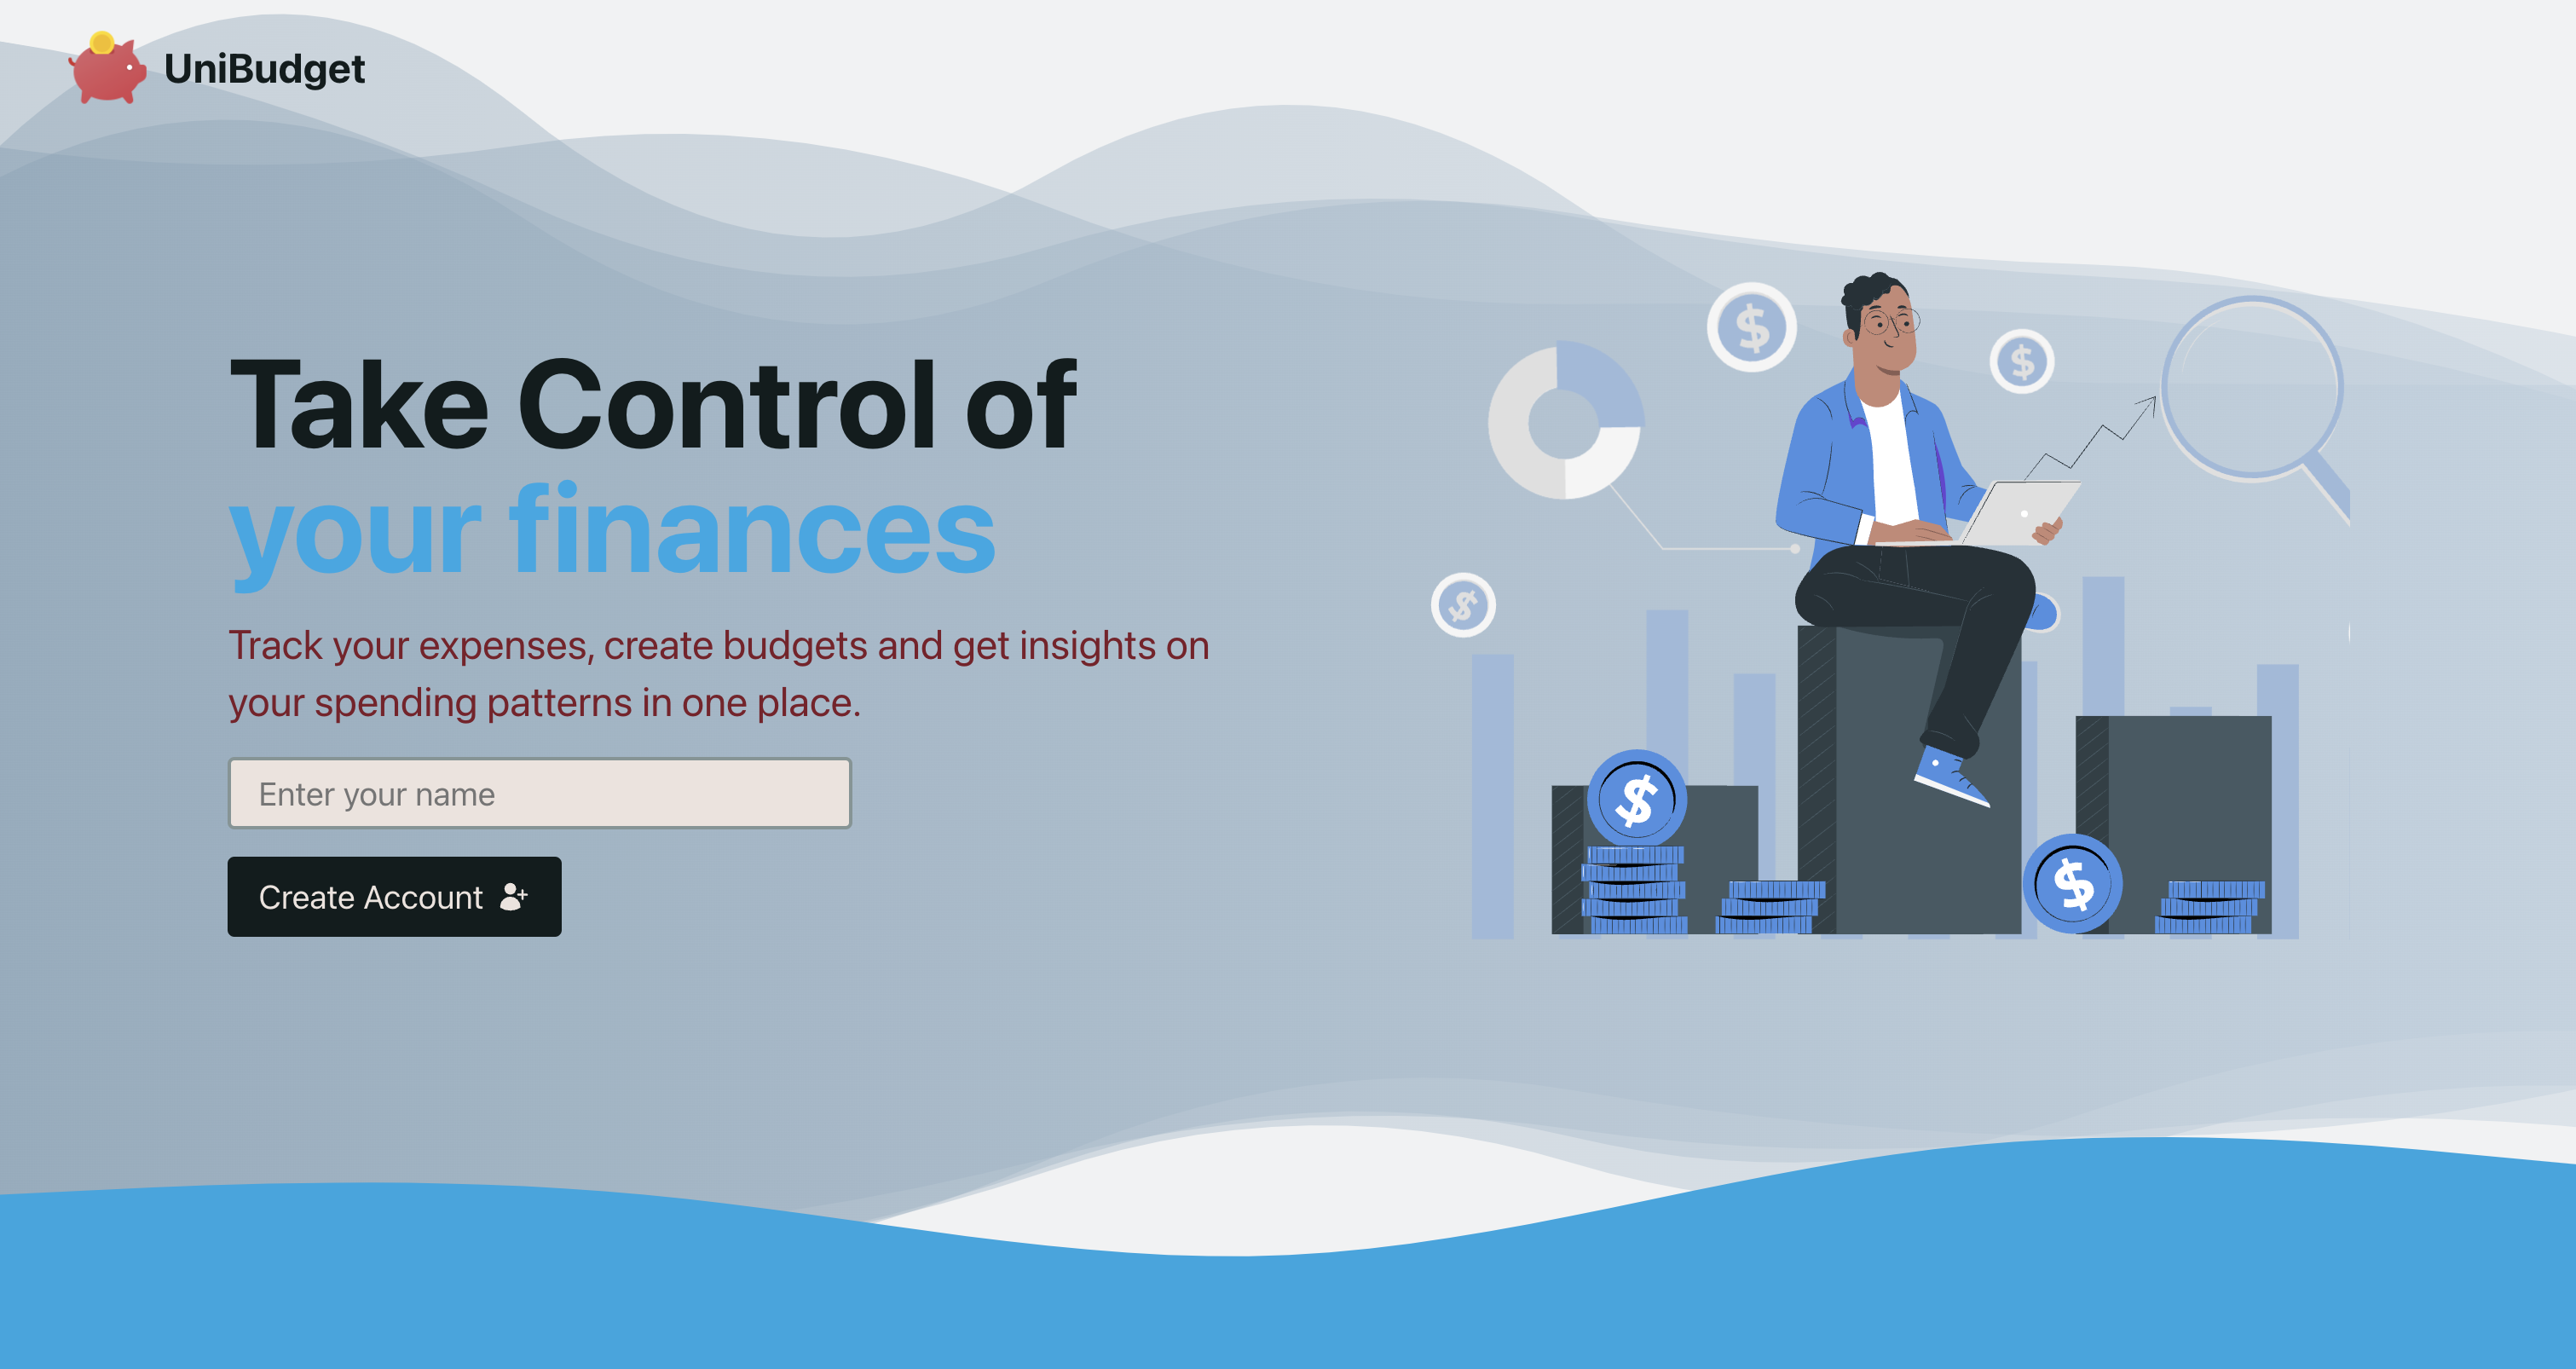 UniBudget
Take Control of
your finances
Track your expenses, create budgets and get insights on
your spending patterns in one place.
Enter your name
Create Account
$
$
$
$
$